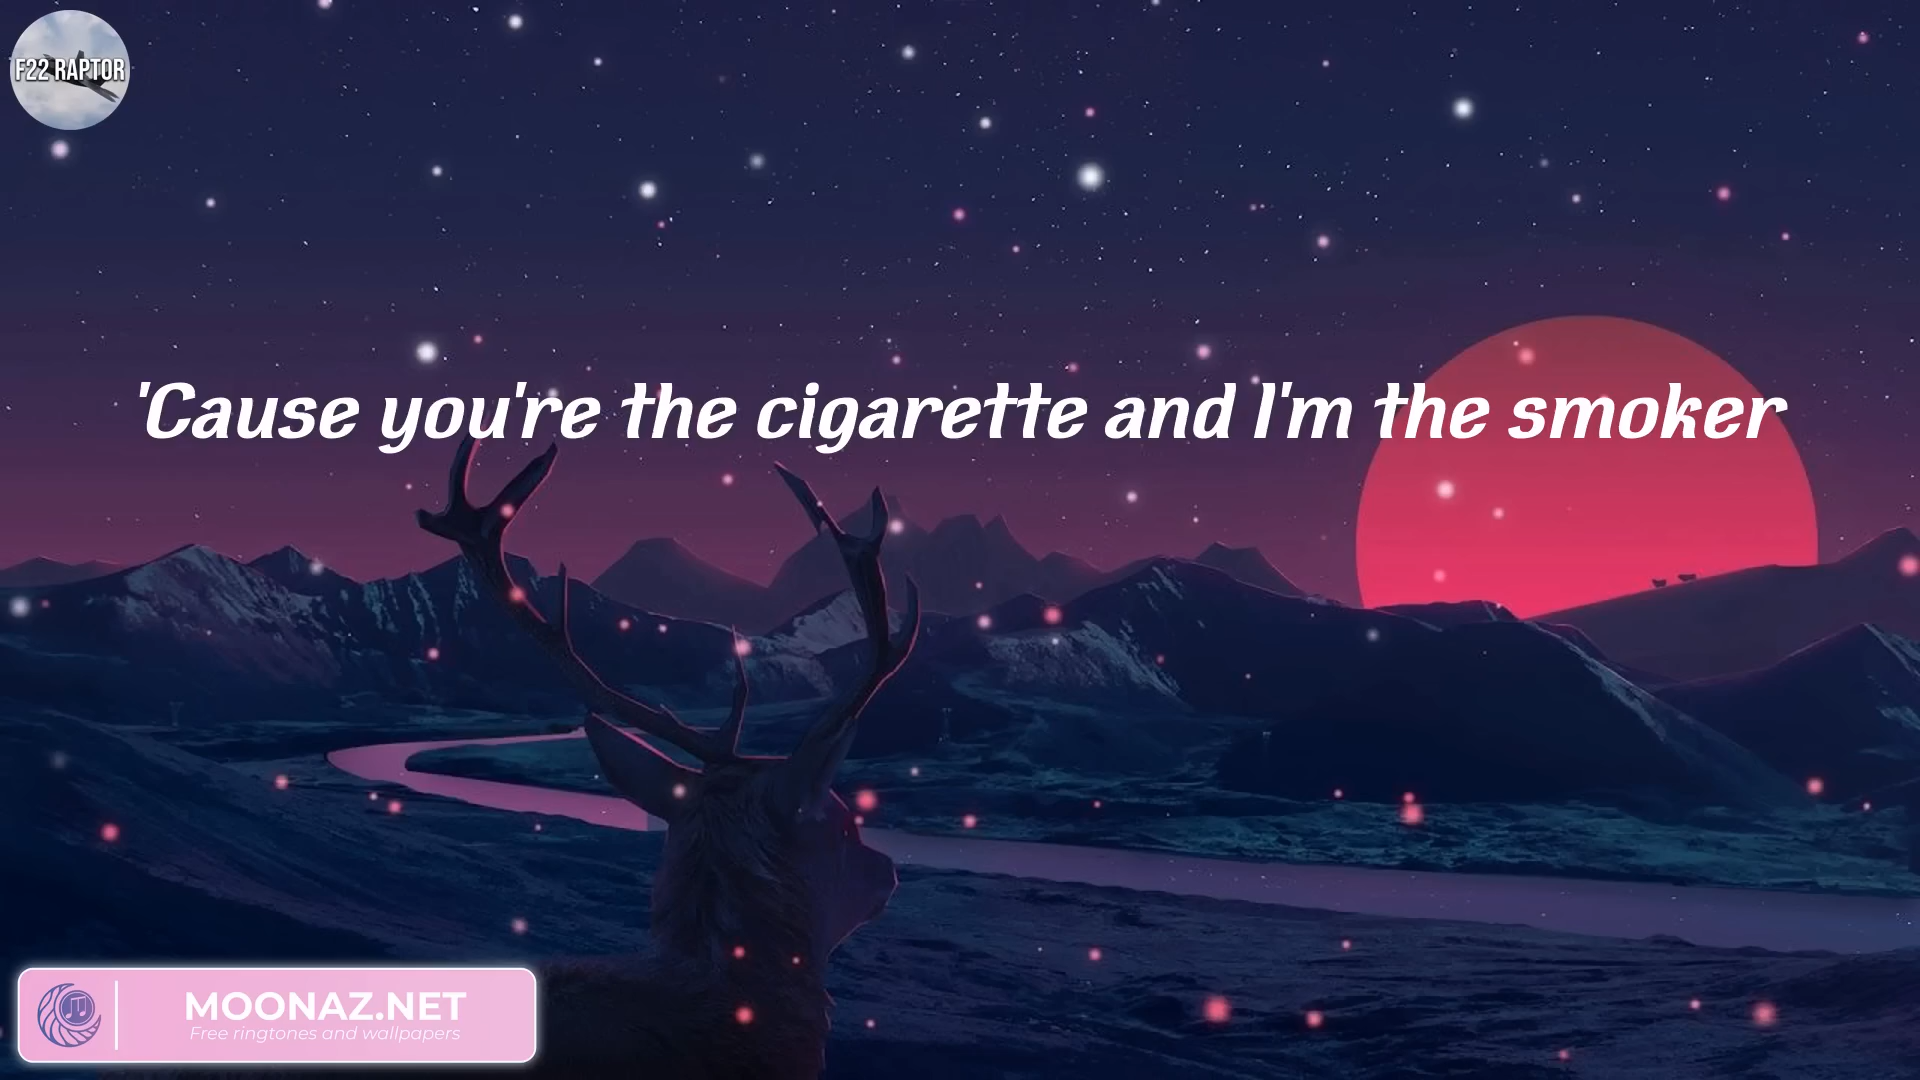 F22 RAPTOR
'Cause you're the cigarette and I'm the smoker
MOONAZ.NET
Free ringtones and wallpapers